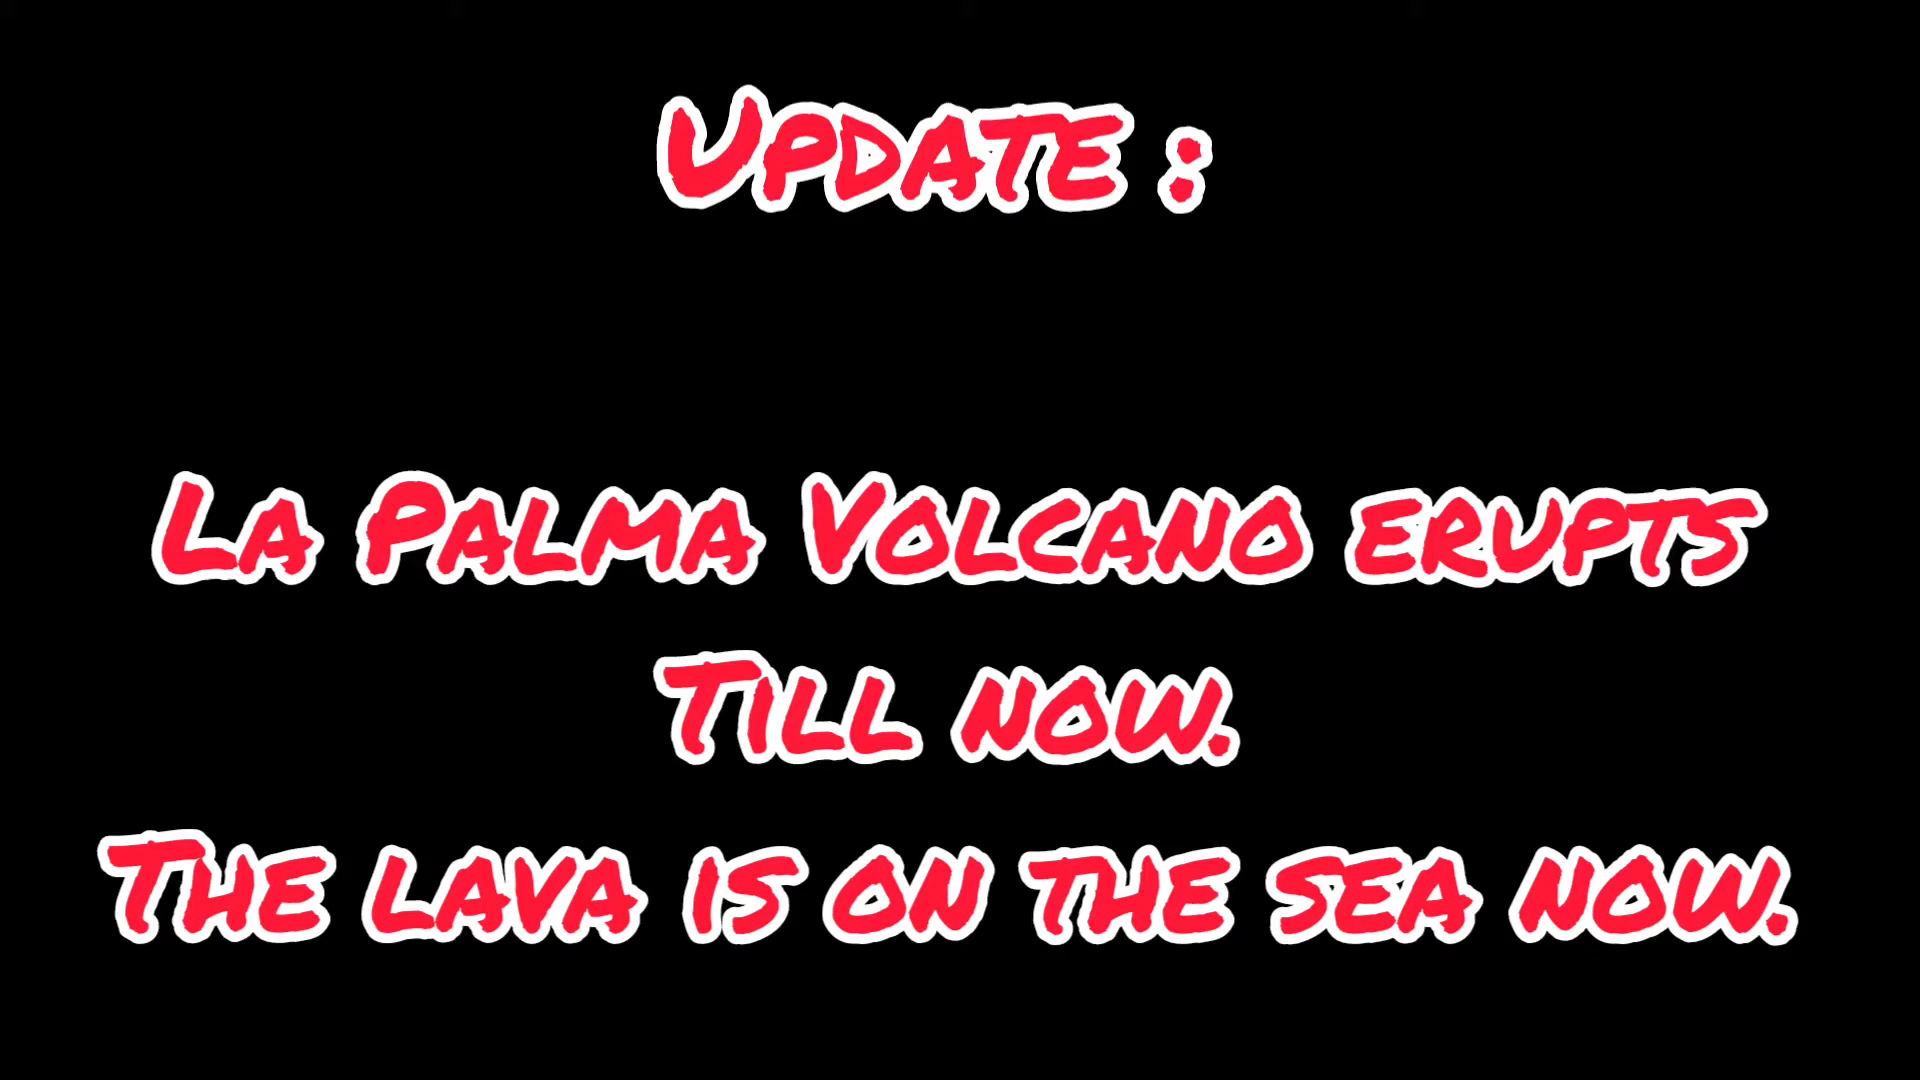 Update :
La Palma Volcano erupts
Till now.
The lava is on the sea now.